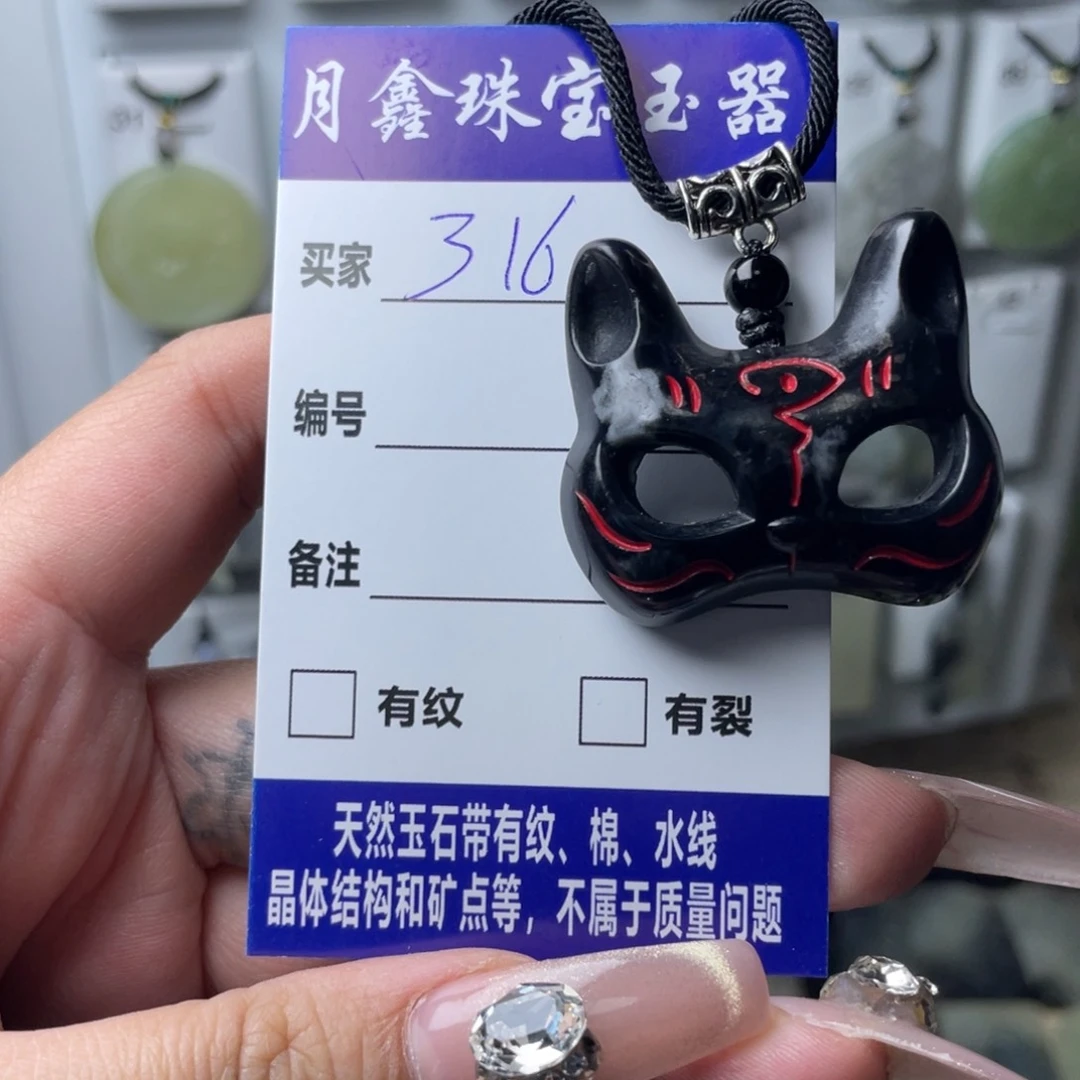 月鑫珠宝玉器
买家 316
编号
备注
有纹 有裂
天然玉石带有纹、棉、水线
晶体结构和矿点等，不属于质量问题